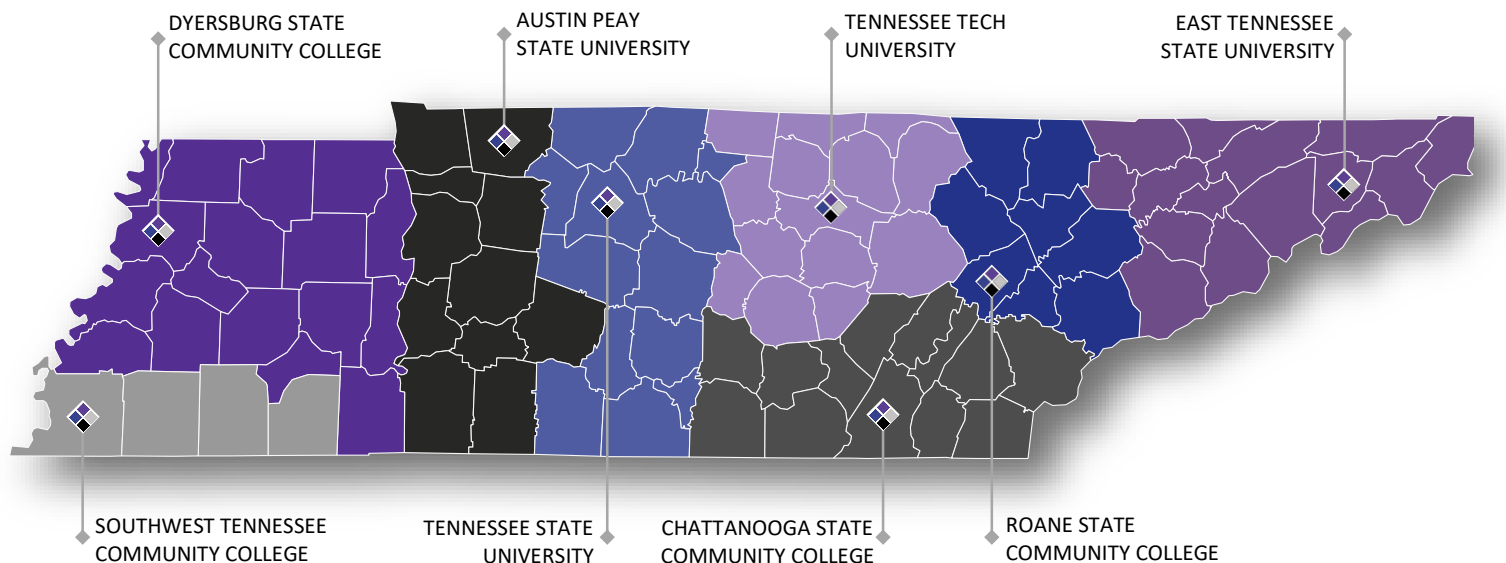 DYERSBURG STATE
COMMUNITY COLLEGE
AUSTIN PEAY
STATE UNIVERSITY
TENNESSEE TECH
UNIVERSITY
EAST TENNESSEE
STATE UNIVERSITY
SOUTHWEST TENNESSEE
COMMUNITY COLLEGE
TENNESSEE STATE
UNIVERSITY
CHATTANOOGA STATE
COMMUNITY COLLEGE
ROANE STATE
COMMUNITY COLLEGE